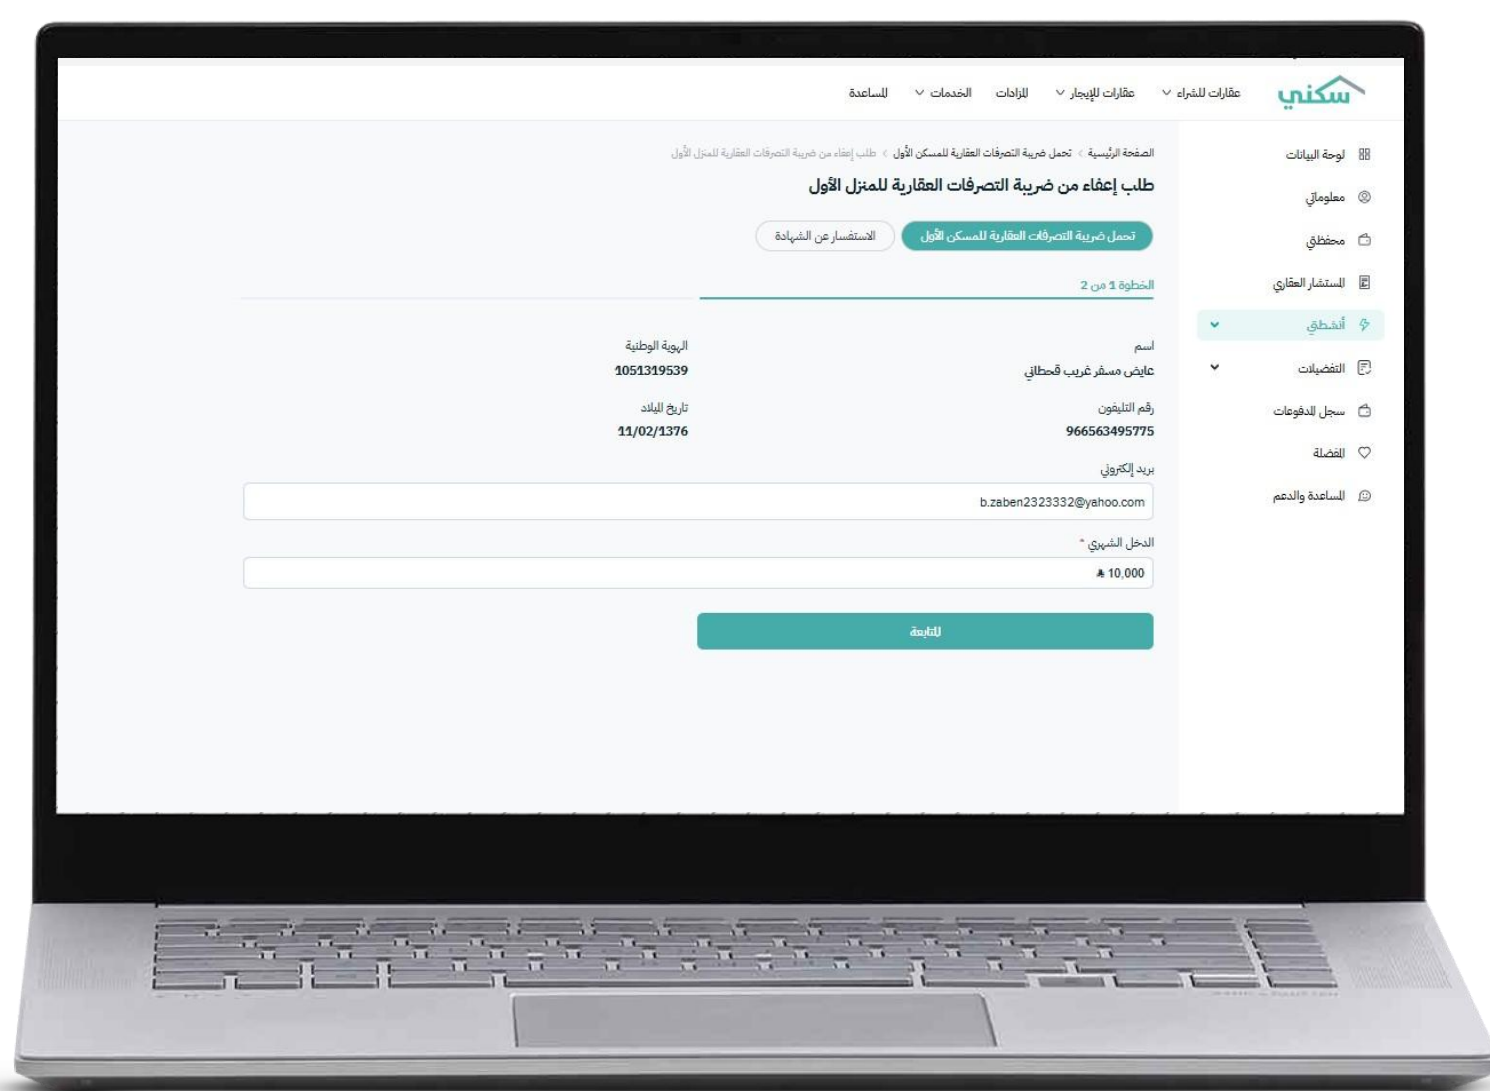 سكني
عقارات للشراء
عقارات للإيجار
المزادات
الخدمات
المساعدة
لوحة البيانات
معلوماتي
محفظتي
المستشار العقاري
أنشطتي
التفضيلات
سجل المدفوعات
المفضلة
المساعدة والدعم
الصفحة الرئيسية > تحمل ضريبة التصرفات العقارية للمسكن الأول > طلب إعفاء من ضريبة التصرفات العقارية للمنزل الأول
طلب إعفاء من ضريبة التصرفات العقارية للمنزل الأول
تحمل ضريبة التصرفات العقارية للمسكن الأول
الاستفسار عن الشهادة
الخطوة 1 من 2
اسم
عايض مسفر غريب قحطاني
الهوية الوطنية
1051319539
رقم التليفون
966563495775
تاريخ الميلاد
11/02/1376
بريد إلكتروني
b.zaben2323332@yahoo.com
الدخل الشهري *
10,000
المتابعة